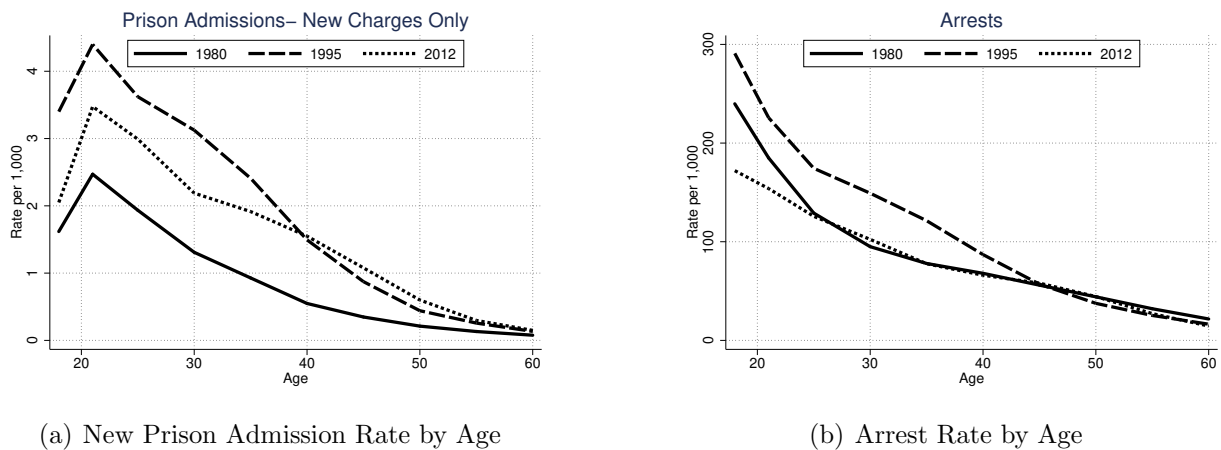 Prison Admissions– New Charges Only
1980 1995 2012
Rate per 1,000
4
3
2
1
0
20 30 40 50 60
Age
(a) New Prison Admission Rate by Age
Arrests
1980 1995 2012
Rate per 1,000
300
200
100
0
20 30 40 50 60
Age
(b) Arrest Rate by Age